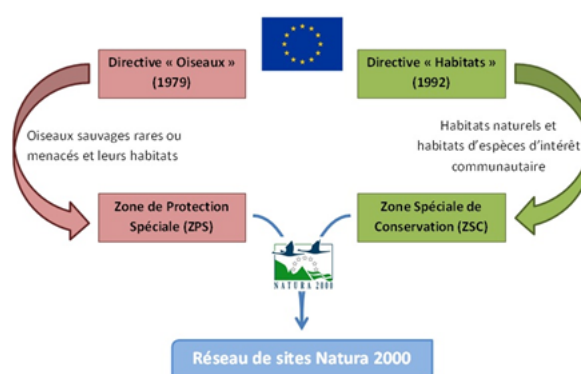 Directive « Oiseaux »
(1979)
Directive « Habitats »
(1992)
Oiseaux sauvages rares ou
menacés et leurs habitats
Habitats naturels et
habitats d'espèces d'intérêt
communautaire
Zone de Protection
Spéciale (ZPS)
Zone Spéciale de
Conservation (ZSC)
NATURA 2000
Réseau de sites Natura 2000